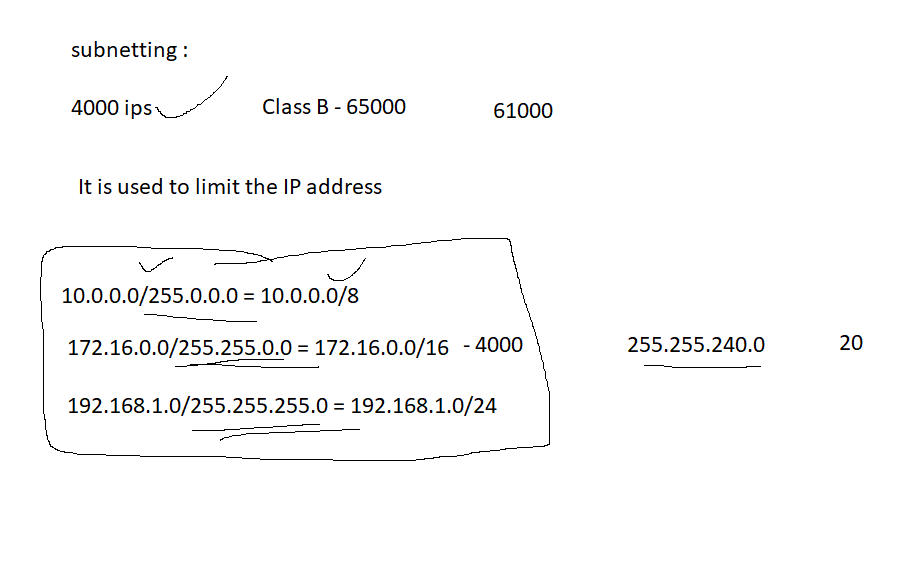 subnetting :
4000 ips Class B - 65000 61000
It is used to limit the IP address
10.0.0.0/255.0.0.0 = 10.0.0.0/8
172.16.0.0/255.255.0.0 = 172.16.0.0/16 - 4000 255.255.240.0 20
192.168.1.0/255.255.255.0 = 192.168.1.0/24